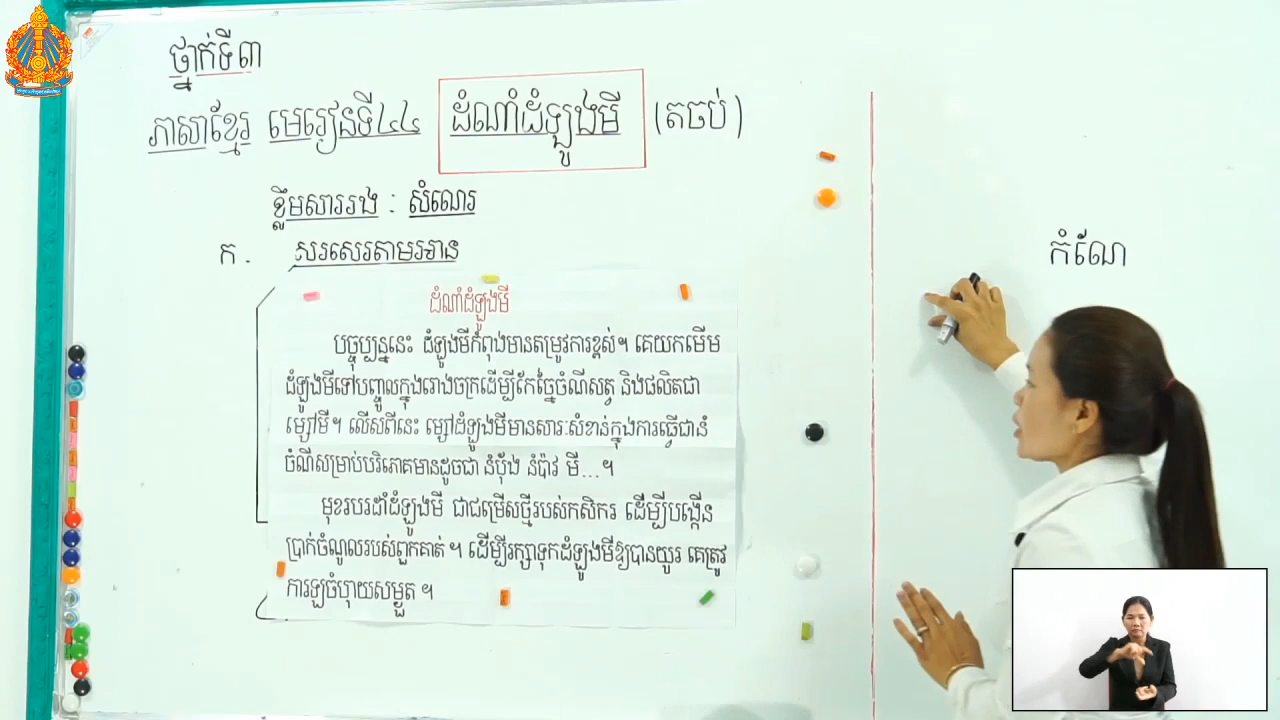 ថ្នាក់ទី៣
ភាសាខ្មែរ មេរៀនទី៤៤ ដំណាំដំឡូងមី (តចប់)
ខ្លឹមសាររង : សំណេរ
ក. សរសេរតាមអាន
ដំណាំដំឡូងមី
បច្ចុប្បន្ននេះ ដំឡូងមីកំពុងមានតម្រូវការខ្ពស់។ គេយកមើម
ដំឡូងមីទៅបញ្ចូលក្នុងរោងចក្រដើម្បីកែច្នៃចំណីសត្វ និងផលិតជា
ម្សៅមី។ លើសពីនេះ ម្សៅដំឡូងមីមានសារៈសំខាន់ក្នុងការធ្វើជានំ
ចំណីសម្រាប់បរិភោគមានដូចជា នំប៉័ង នំប៉ាវ មី...។
មុខរបរដាំដំឡូងមី ជាជម្រើសថ្មីរបស់កសិករ ដើម្បីបង្កើន
ប្រាក់ចំណូលរបស់ពួកគាត់។ ដើម្បីរក្សាទុកដំឡូងមីឱ្យបានយូរ គេត្រូវ
ការឡចំហុយសម្ងួត ។
កំណែ